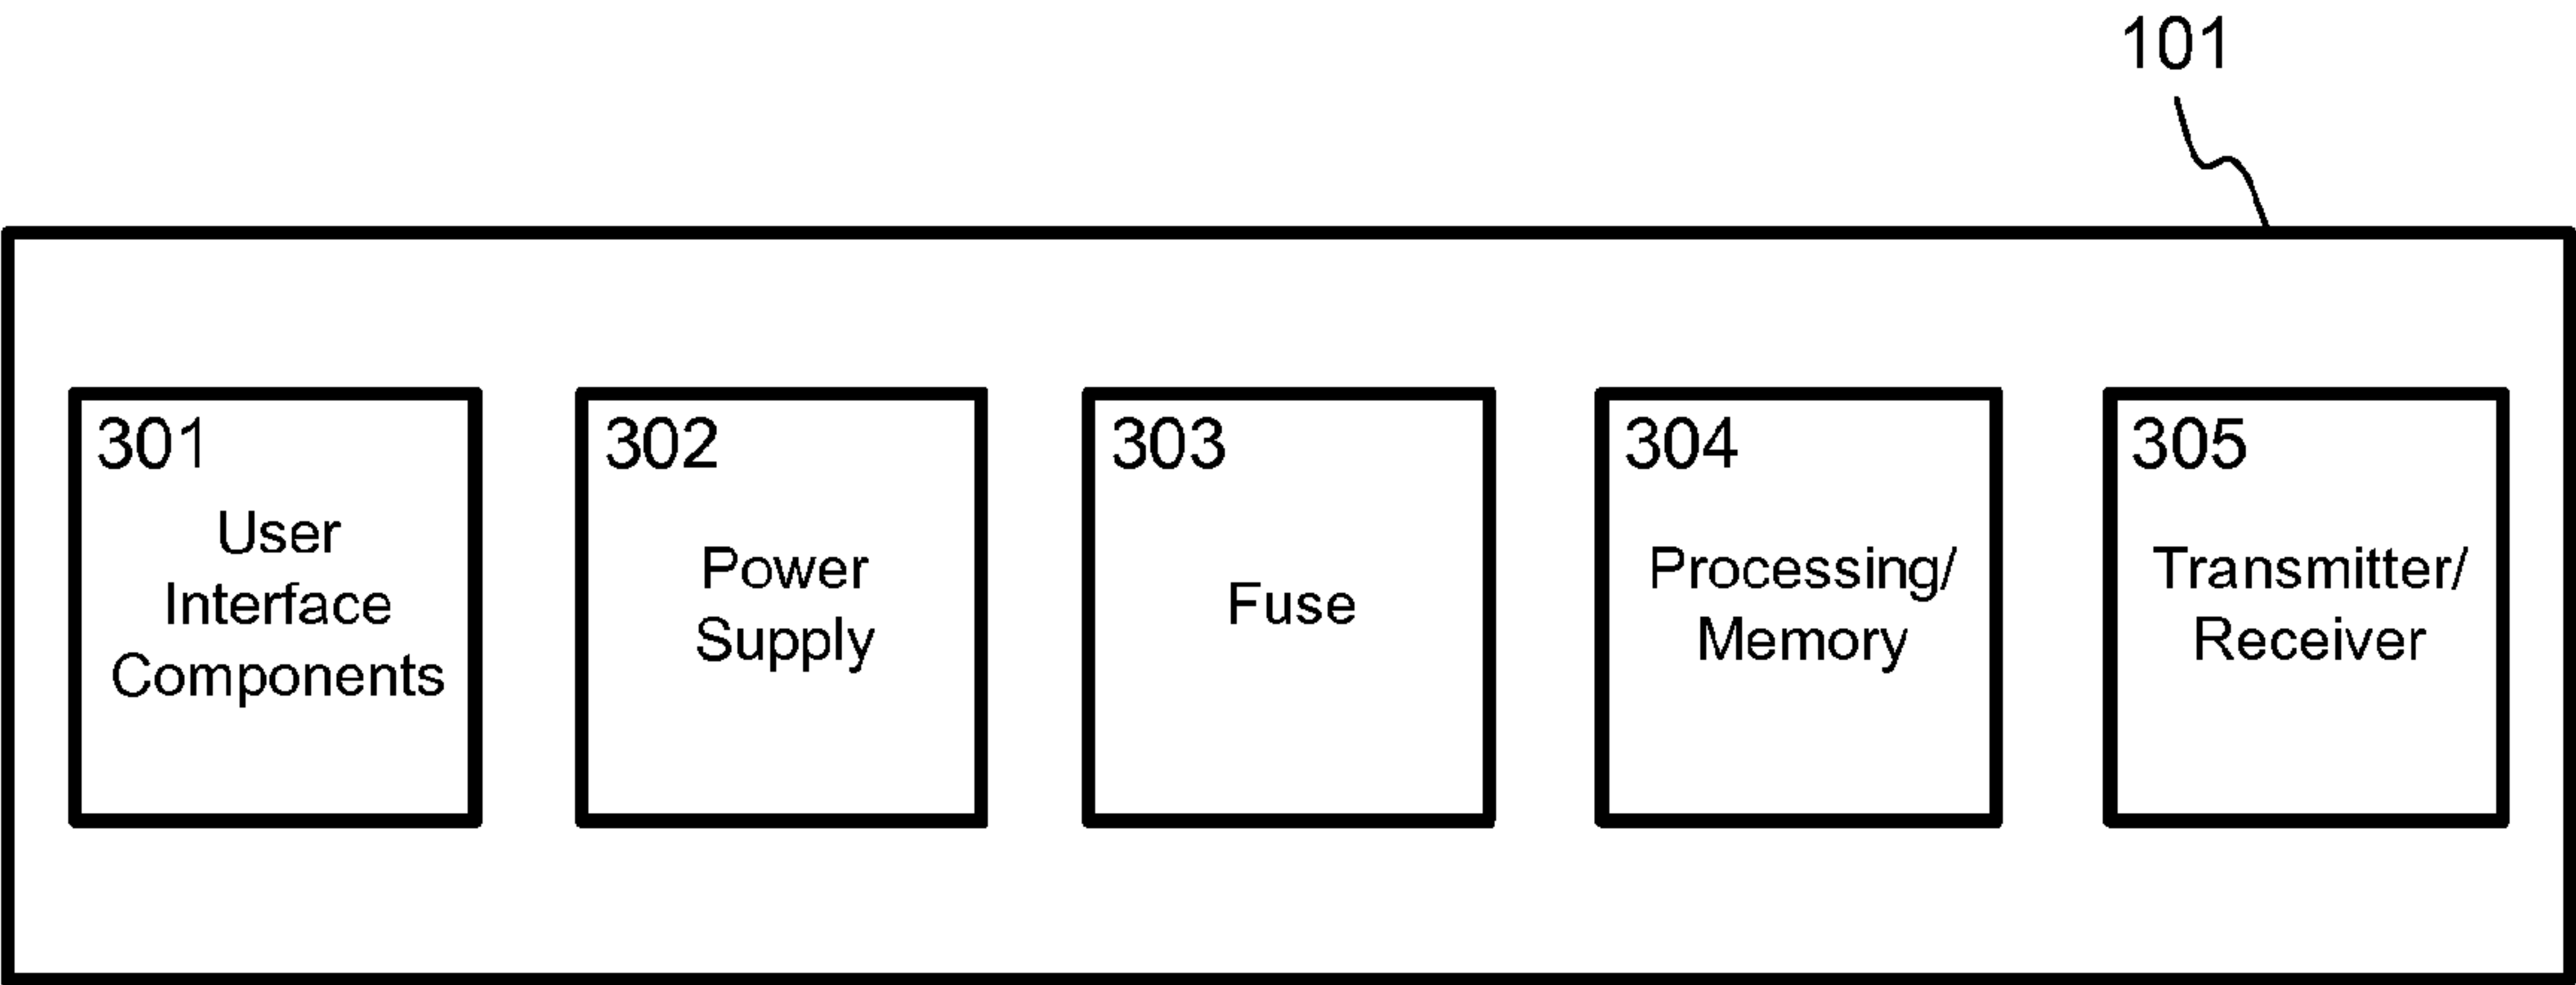 101
301
User
Interface
Components
302
Power
Supply
303
Fuse
304
Processing/
Memory
305
Transmitter/
Receiver